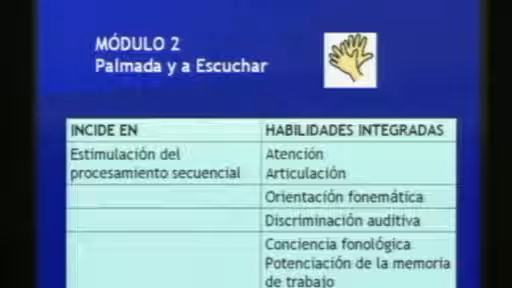 MÓDULO 2
Palmada y a Escuchar
INCIDE EN
HABILIDADES INTEGRADAS
Estimulación del
procesamiento secuencial
Atención
Articulación
Orientación fonemática
Discriminación auditiva
Conciencia fonológica
Potenciación de la memoria
de trabajo